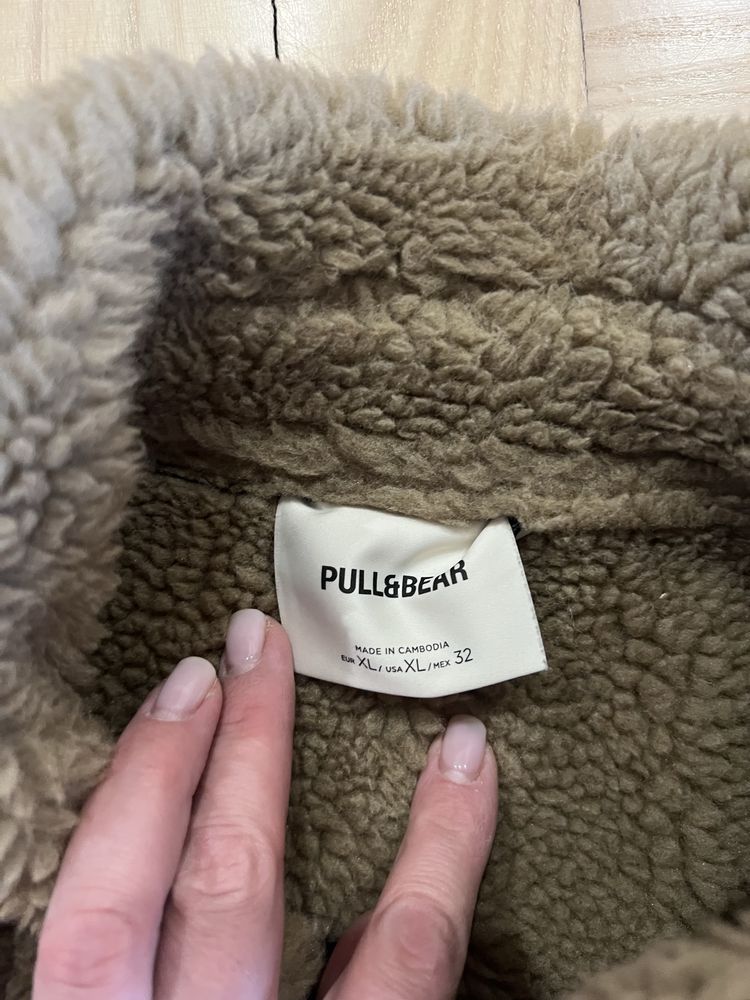 PULL&BEAR
MADE IN CAMBODIA
EUR XL / USA XL / MEX 32